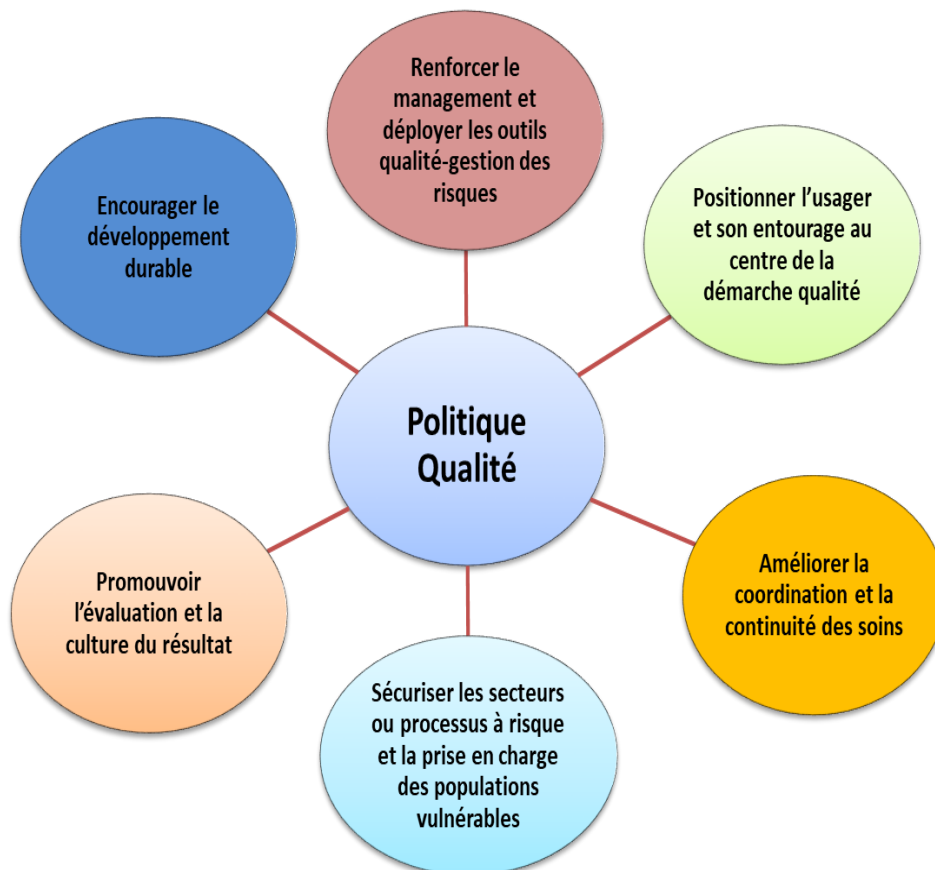 Renforcer le
management et
déployer les outils
qualité-gestion des
risques
Encourager le
développement
durable
Positionner l’usager
et son entourage au
centre de la
démarche qualité
Politique
Qualité
Promouvoir
l’évaluation et la
culture du résultat
Améliorer la
coordination et la
continuité des soins
Sécuriser les secteurs
ou processus à risque
et la prise en charge
des populations
vulnérables